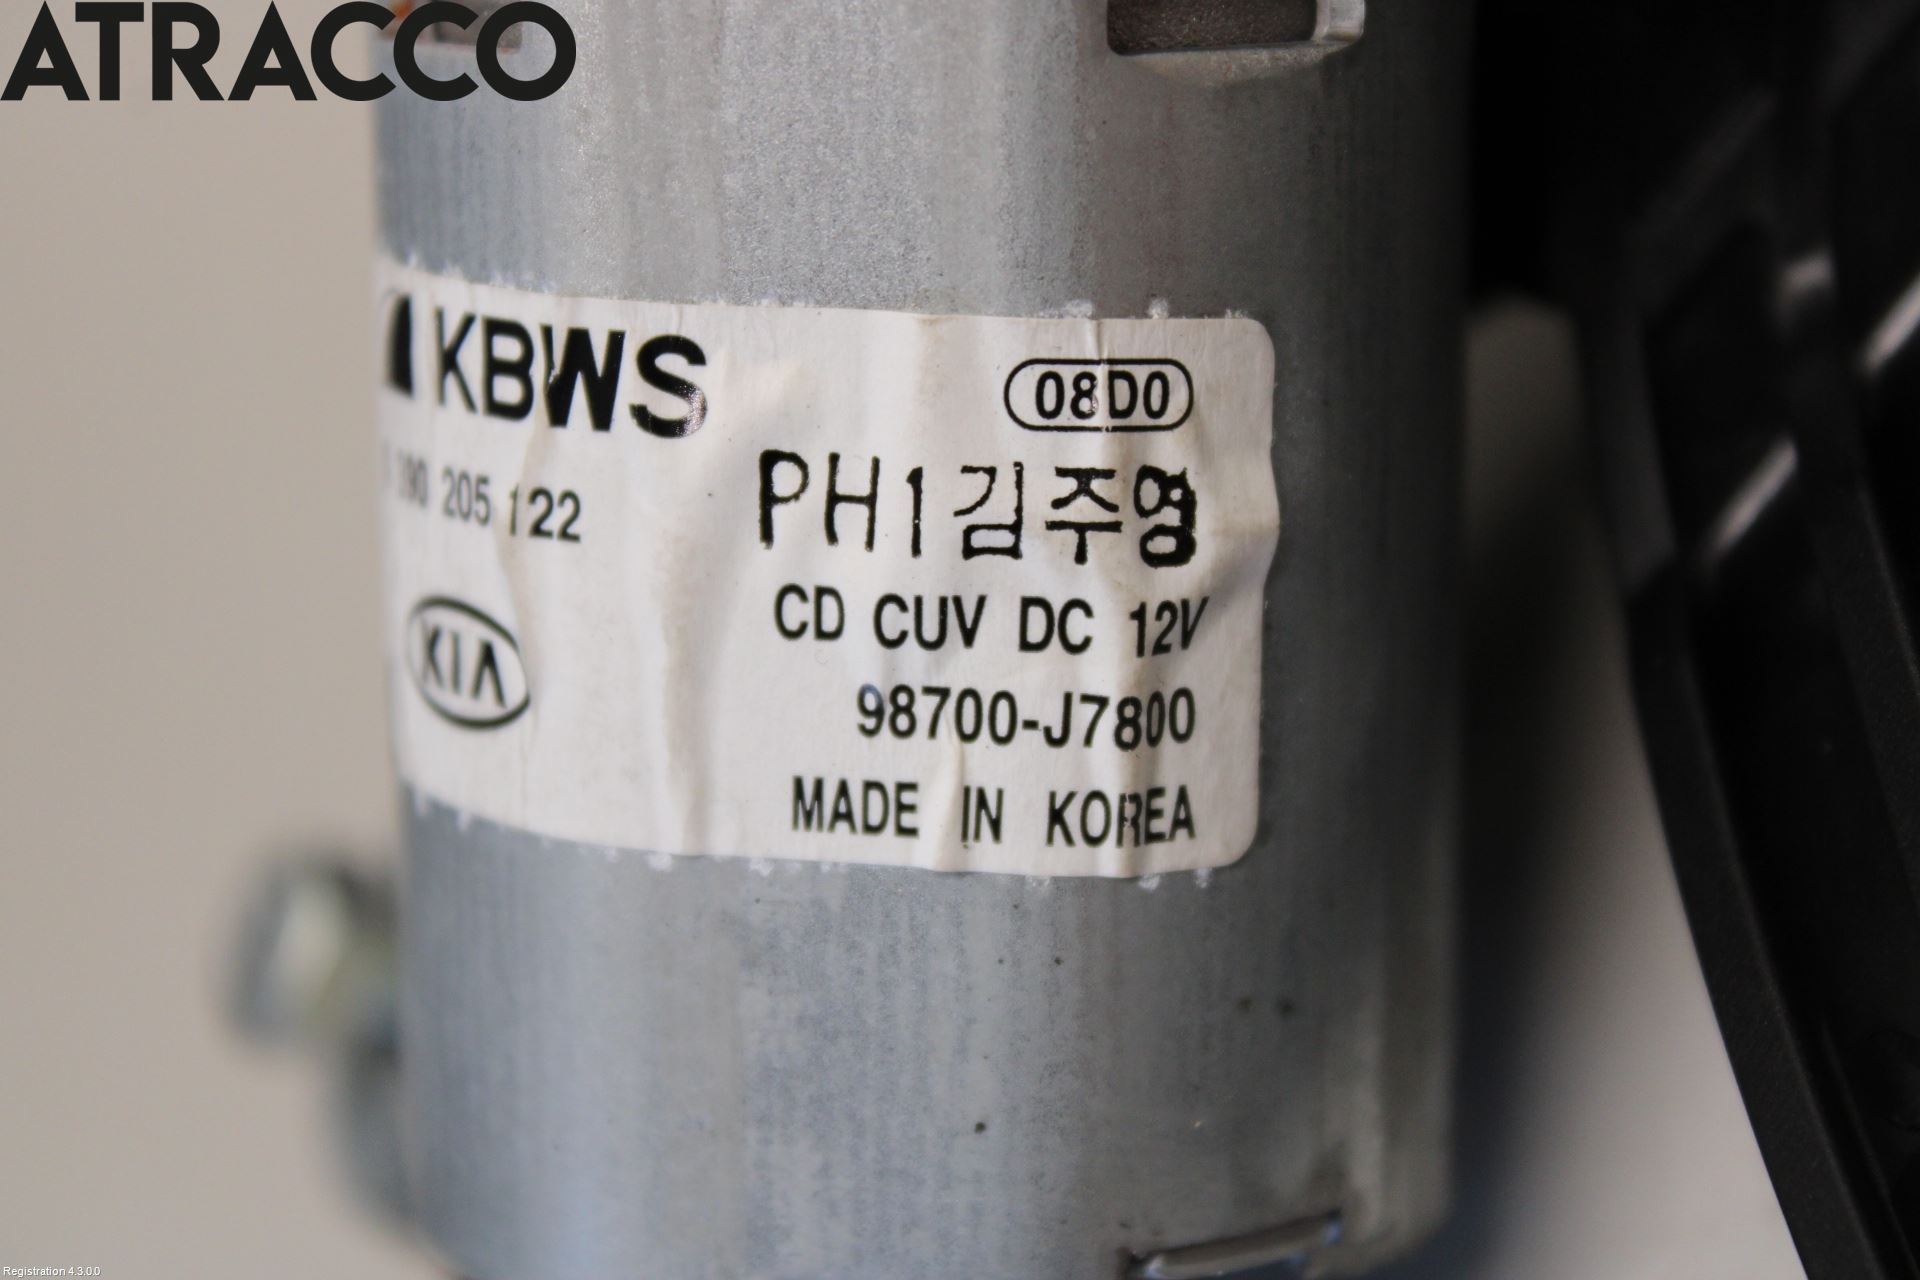 ATRACCO
KBWS
08D0
390 205 122
PH1김주영
KIA
CD CUV DC 12V
98700-J7800
MADE IN KOREA
Registration 4.3.0.0